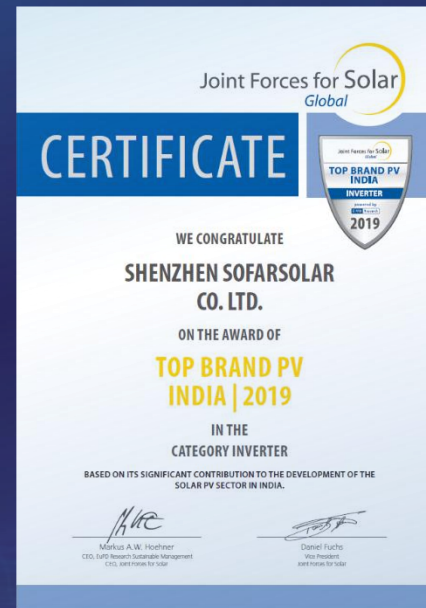 Joint Forces for Solar
Global
CERTIFICATE
Joint Forces for Solar
Global
TOP BRAND PV
INDIA
INVERTER
powered by
2019
WE CONGRATULATE
SHENZHEN SOFARSOLAR
CO. LTD.
ON THE AWARD OF
TOP BRAND PV
INDIA | 2019
IN THE
CATEGORY INVERTER
BASED ON ITS SIGNIFICANT CONTRIBUTION TO THE DEVELOPMENT OF THE
SOLAR PV SECTOR IN INDIA.
Markus A.W. Hoehner
CEO, EuPD Research Sustainable Management
CEO, Joint Forces for Solar
Daniel Fuchs
Vice President
Joint Forces for Solar